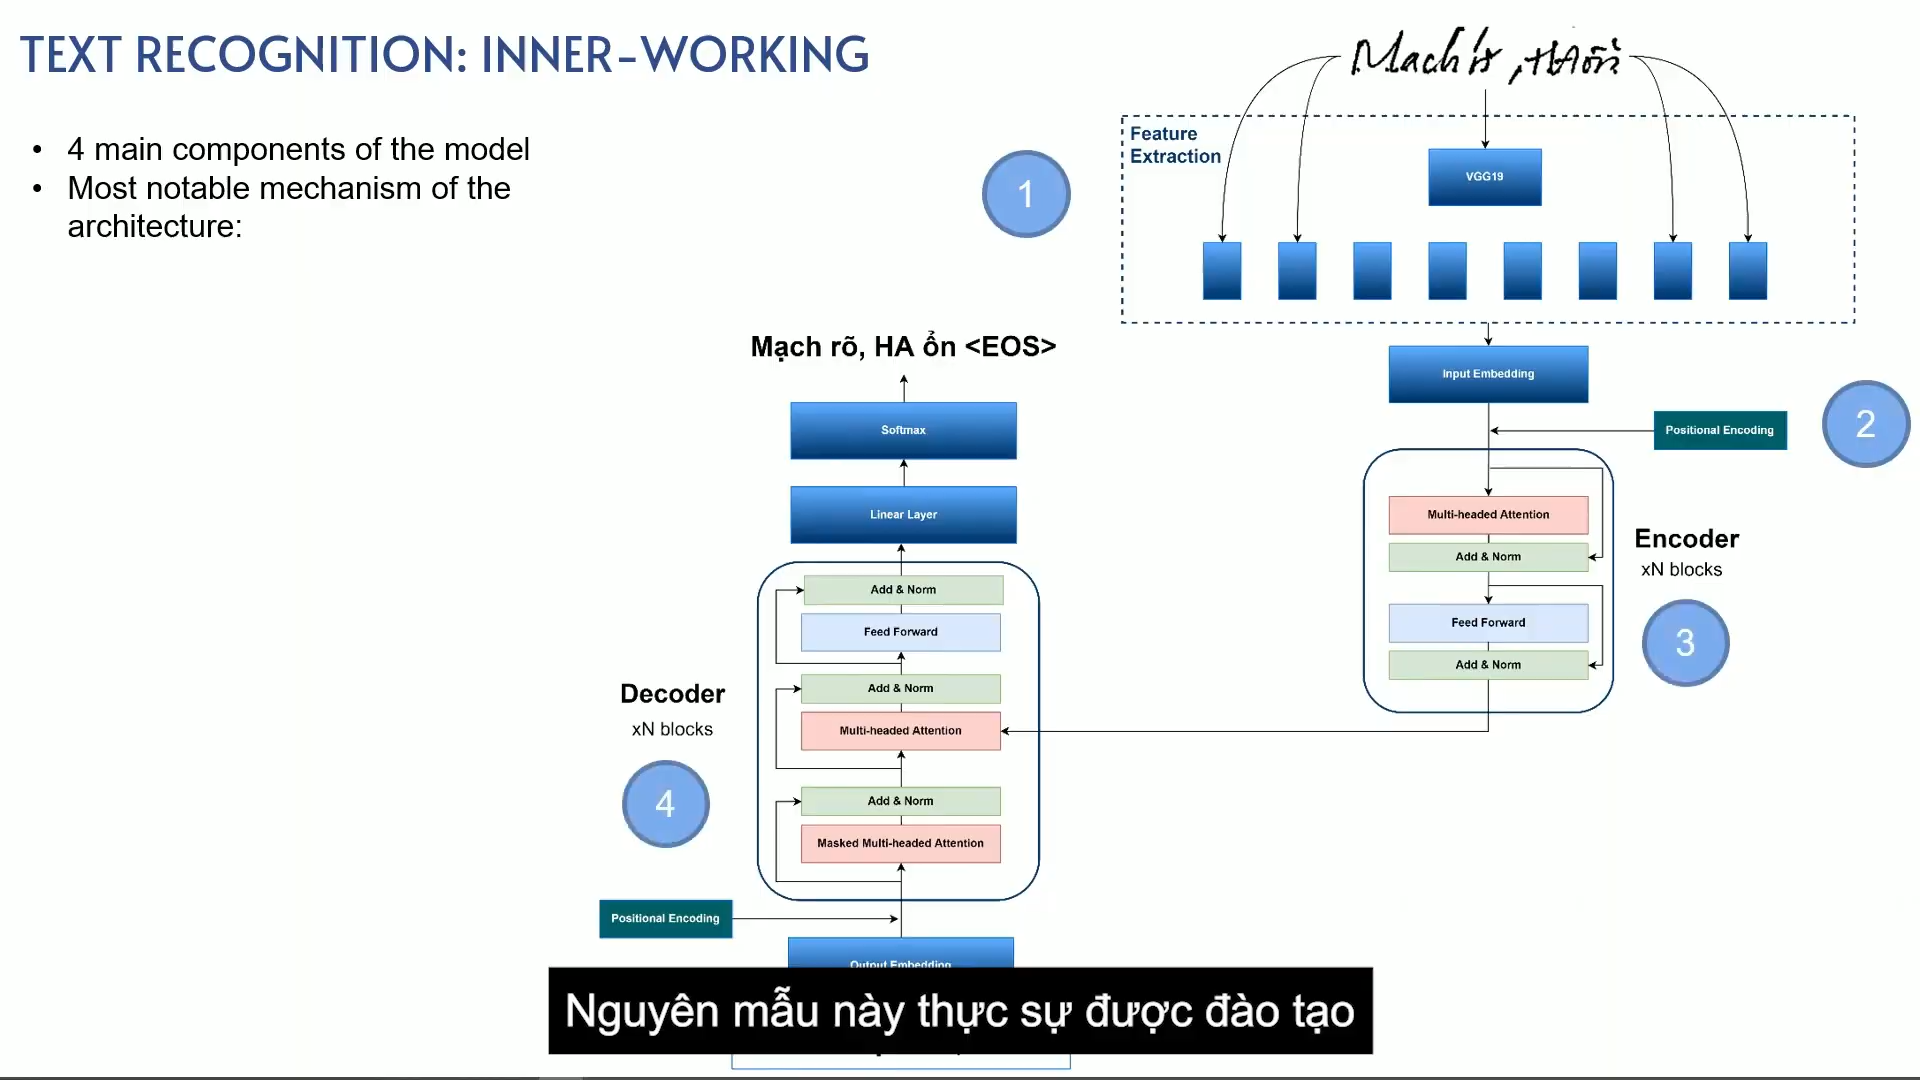 TEXT RECOGNITION: INNER-WORKING
• 4 main components of the model
• Most notable mechanism of the
architecture:
Feature
Extraction
1
VGG19
Input Embedding
Positional Encoding
2
Multi-headed Attention
Add & Norm
Feed Forward
Add & Norm
Encoder
xN blocks
3
Mạch rõ, HA ổn <EOS>
Softmax
Linear Layer
Add & Norm
Feed Forward
Add & Norm
Multi-headed Attention
Add & Norm
Masked Multi-headed Attention
Decoder
xN blocks
4
Positional Encoding
Output Embedding
Nguyên mẫu này thực sự được đào tạo